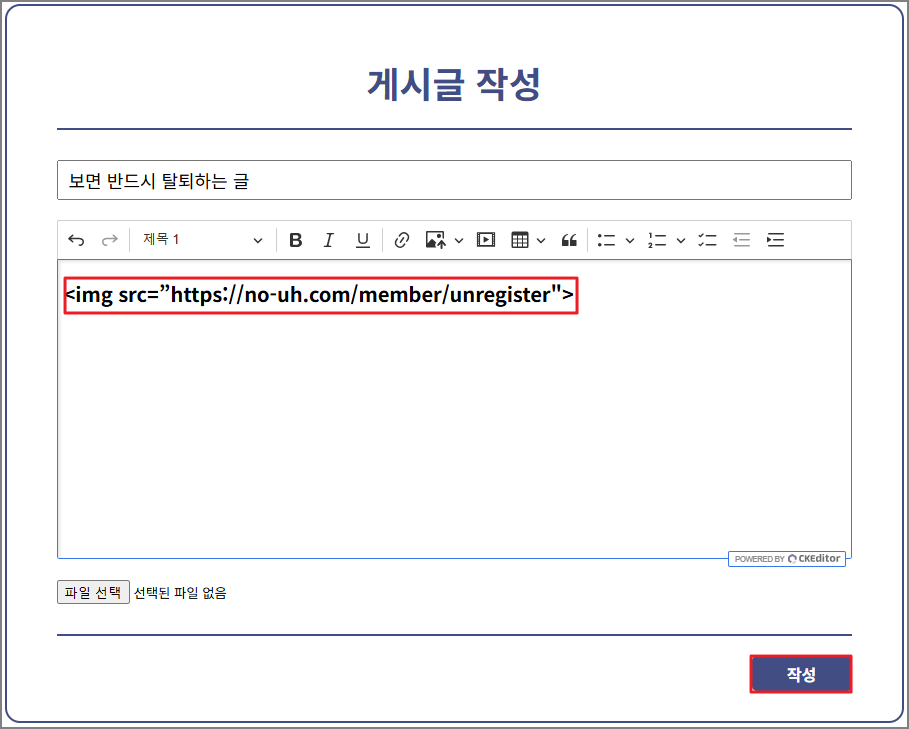 게시글 작성
보면 반드시 탈퇴하는 글
제목 1 B I U
<img src=”https://no-uh.com/member/unregister">
POWERED BY CKEditor
파일 선택 선택된 파일 없음
작성